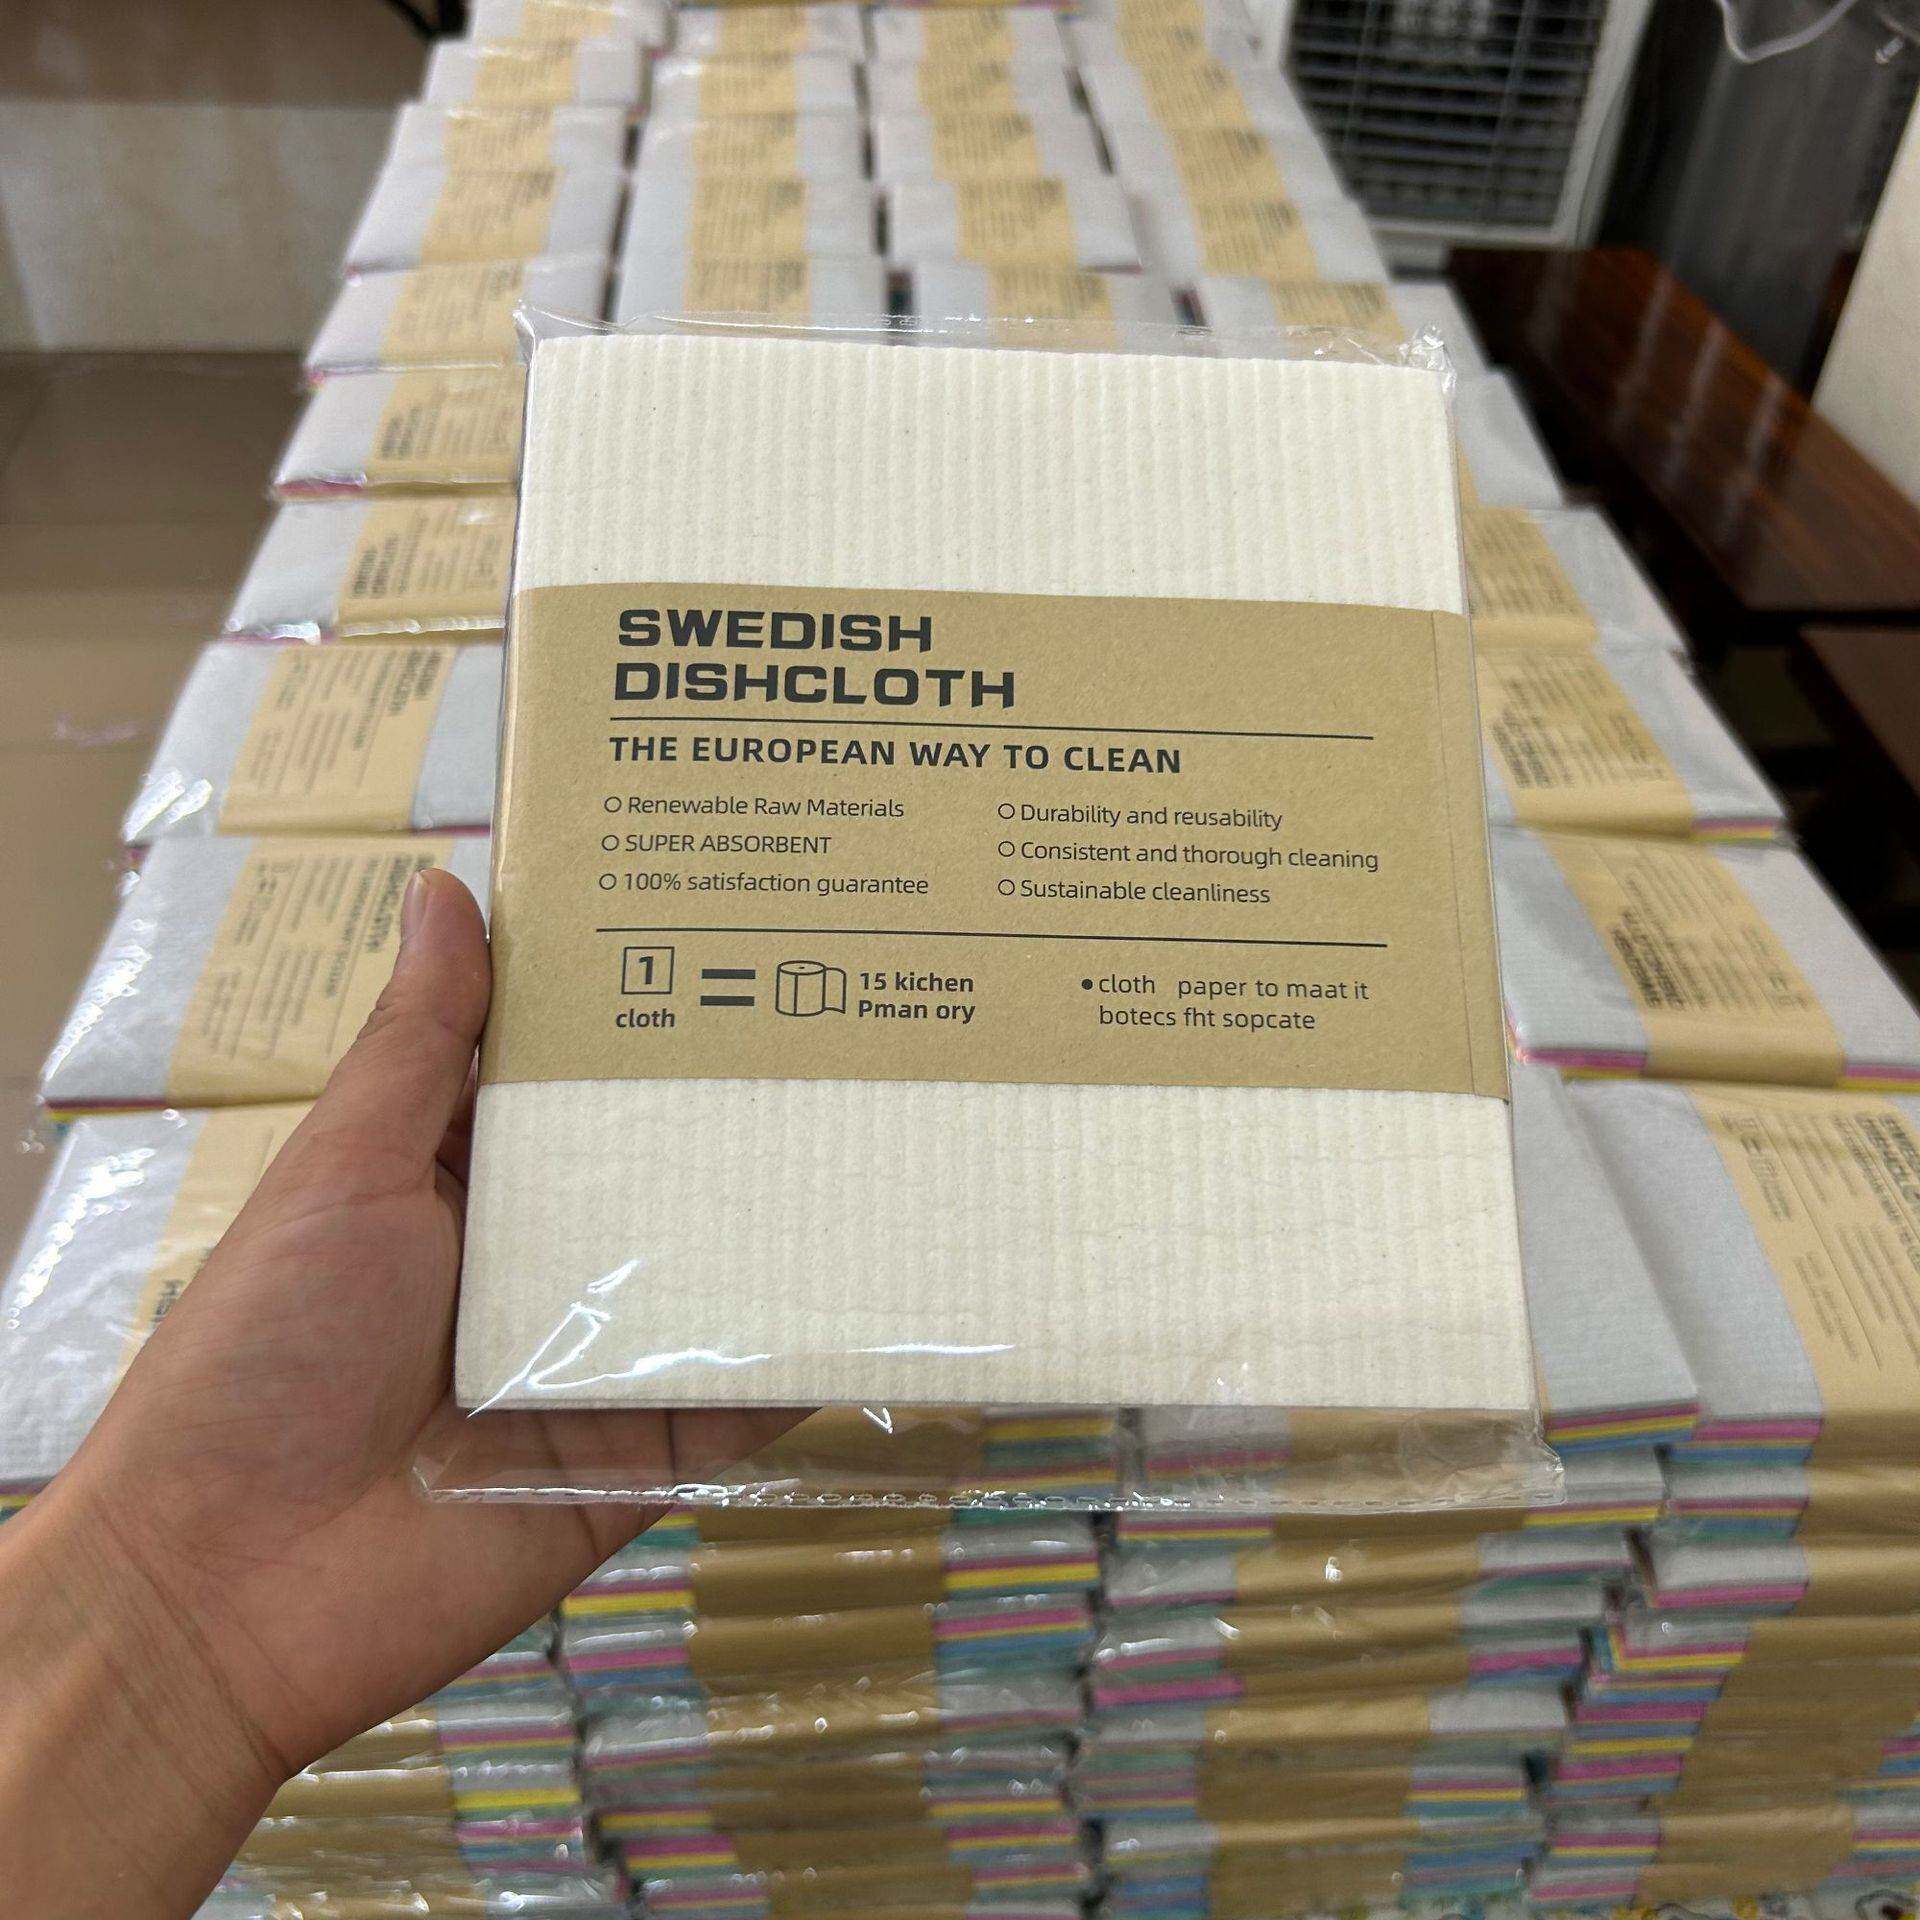 SWEDISH
DISHCLOTH
THE EUROPEAN WAY TO CLEAN
Renewable Raw Materials
SUPER ABSORBENT
100% satisfaction guarantee
Durability and reusability
Consistent and thorough cleaning
Sustainable cleanliness
1
cloth
=
15 kichen
Pman ory
• cloth paper to maat it
botecs fht sopcate